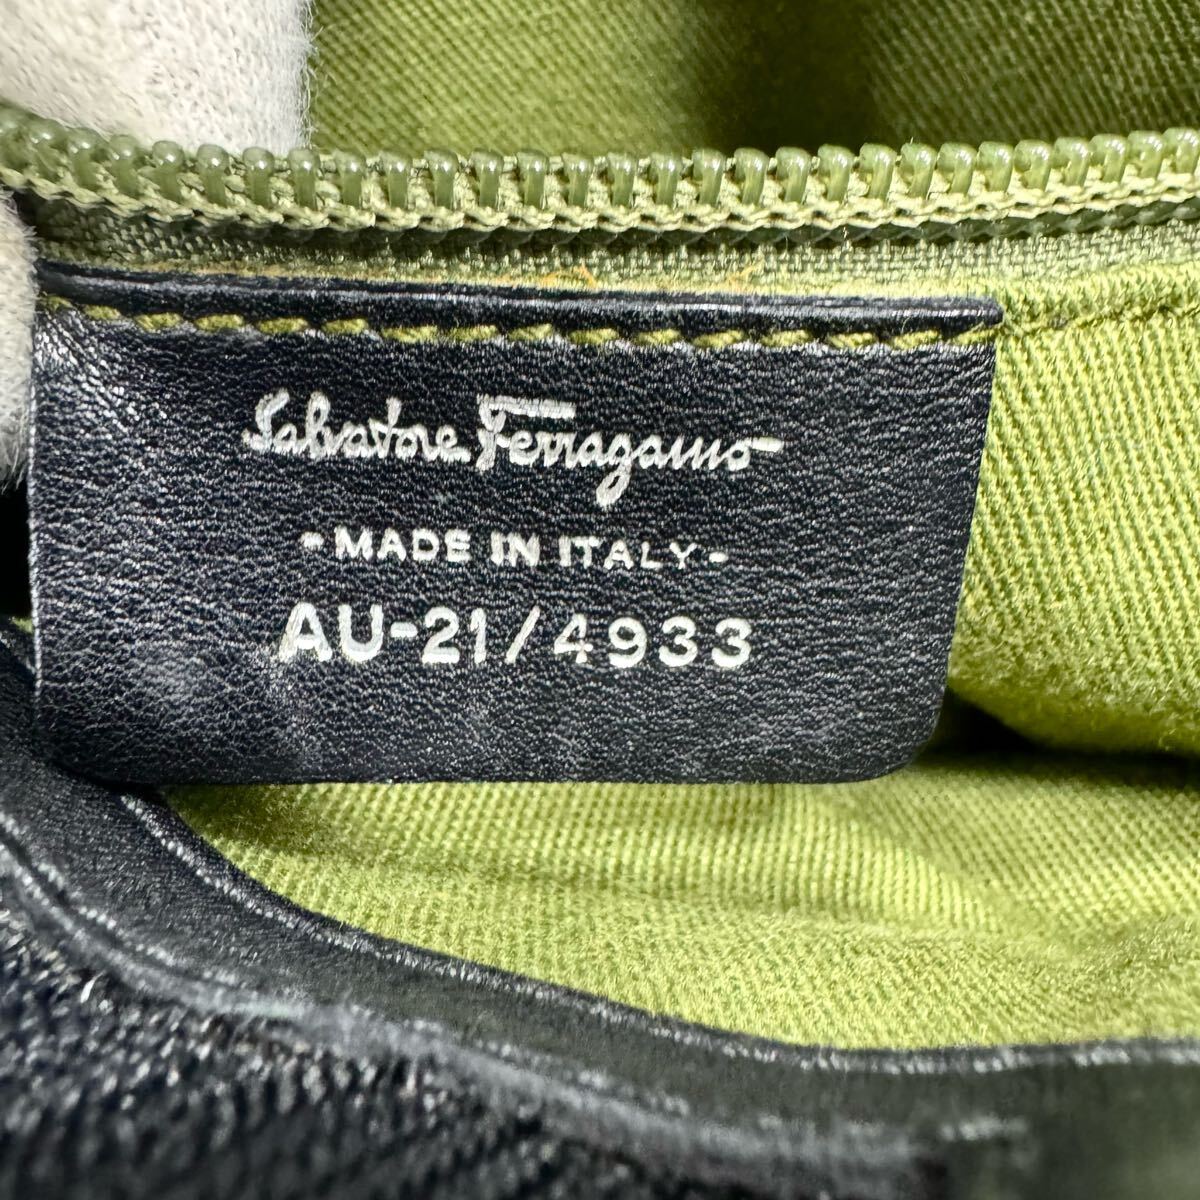 Salvatore Ferragamo
-MADE IN ITALY-
AU-21/4933